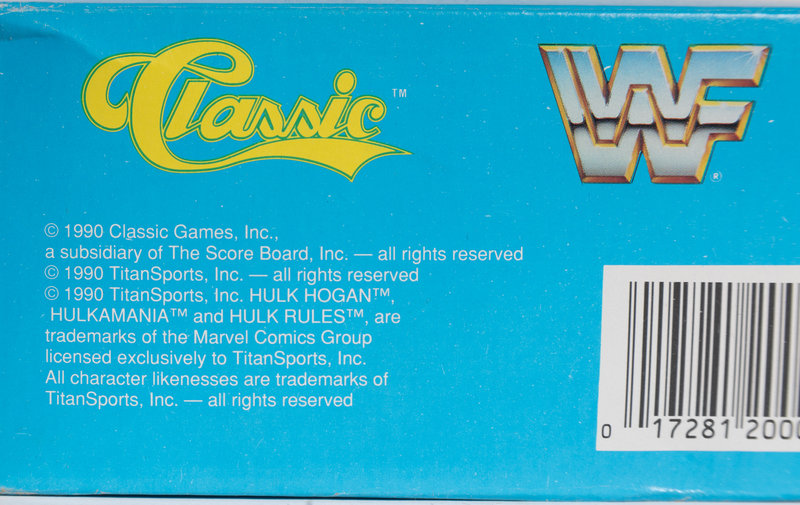 Classic™
WF®
© 1990 Classic Games, Inc.,
a subsidiary of The Score Board, Inc. — all rights reserved
© 1990 TitanSports, Inc. — all rights reserved
© 1990 TitanSports, Inc. HULK HOGAN™,
HULKAMANIA™ and HULK RULES™, are
trademarks of the Marvel Comics Group
licensed exclusively to TitanSports, Inc.
All character likenesses are trademarks of
TitanSports, Inc. — all rights reserved
0 17281 200